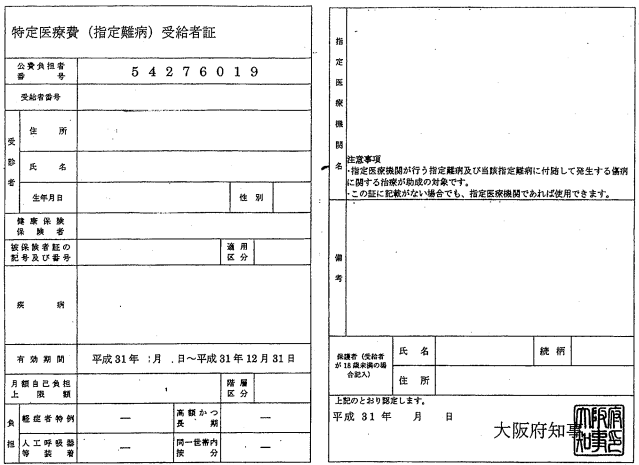 特定医療費(指定難病)受給者証
公費負担者
番号
54276019
受給者番号
受診者
住所
氏名
生年月日
性別
健康保険
保険者
被保険者証の
記号及び番号
適用
区分
疾病
有効期間
平成31年 月 日~平成31年12月31日
月額自己負担
上限額
階層
区分
負担
軽症者特例
―
高額かつ
長期
―
人工呼吸器
等装着
―
同一世帯内
按分
―
指定医療機関名
注意事項
・指定医療機関が行う指定難病及び当該指定難病に付随して発生する傷病
に関する治療が助成の対象です。
・この証に記載がない場合でも、指定医療機関であれば使用できます。
備考
保護者(受給者
が18歳未満の場
合記入)
氏名
続柄
住所
上記のとおり認定します。
平成 31年 月 日
大阪府知事